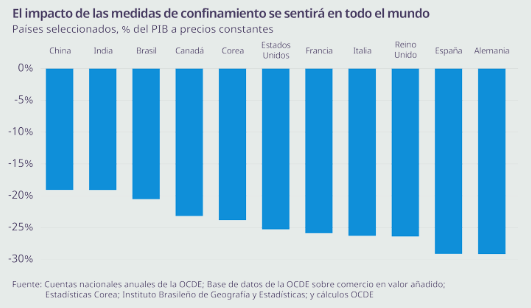 El impacto de las medidas de confinamiento se sentirá en todo el mundo
Países seleccionados, % del PIB a precios constantes
China India Brasil Canadá Corea Estados Unidos Francia Italia Reino Unido España Alemania
0%
-5%
-10%
-15%
-20%
-25%
-30%
Fuente: Cuentas nacionales anuales de la OCDE; Base de datos de la OCDE sobre comercio en valor añadido;
Estadísticas Corea; Instituto Brasileño de Geografía y Estadísticas; y cálculos OCDE